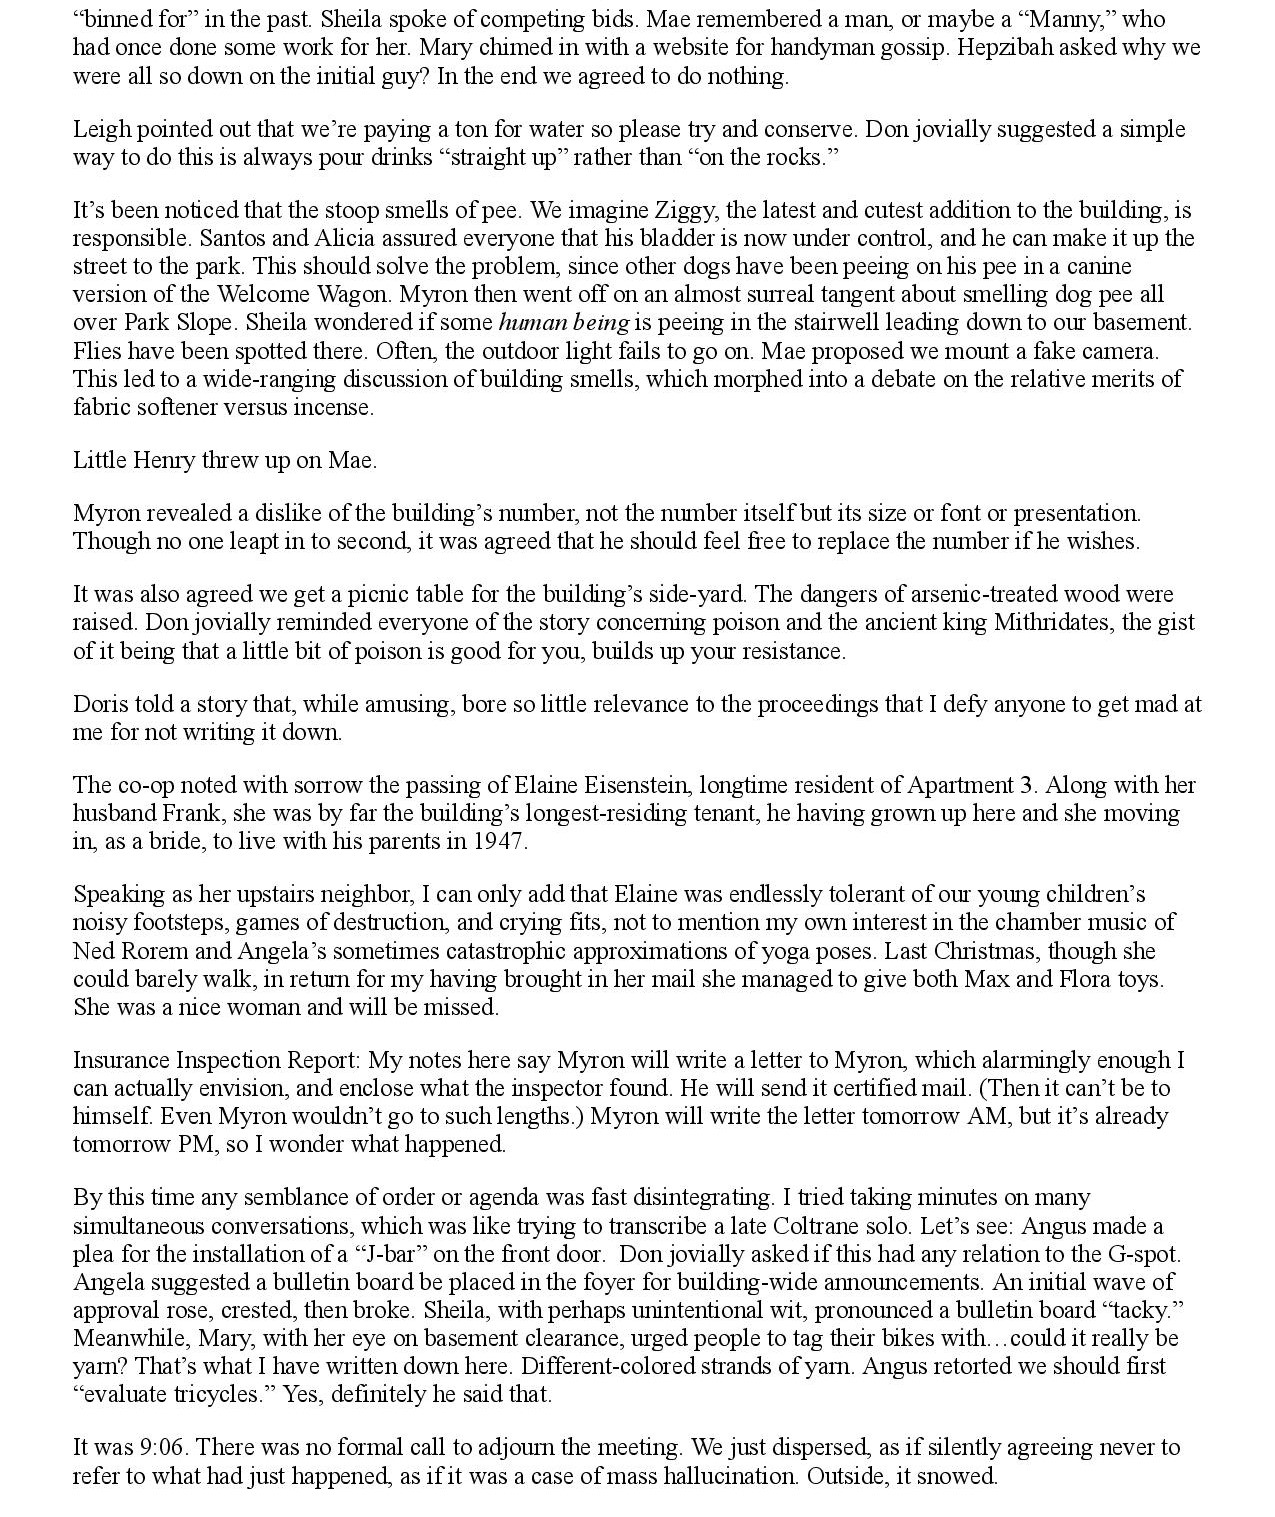 “binned for” in the past. Sheila spoke of competing bids. Mae remembered a man, or maybe a “Manny,” who
had once done some work for her. Mary chimed in with a website for handyman gossip. Hepzibah asked why we
were all so down on the initial guy? In the end we agreed to do nothing.
Leigh pointed out that we’re paying a ton for water so please try and conserve. Don jovially suggested a simple
way to do this is always pour drinks “straight up” rather than “on the rocks.”
It’s been noticed that the stoop smells of pee. We imagine Ziggy, the latest and cutest addition to the building, is
responsible. Santos and Alicia assured everyone that his bladder is now under control, and he can make it up the
street to the park. This should solve the problem, since other dogs have been peeing on his pee in a canine
version of the Welcome Wagon. Myron then went off on an almost surreal tangent about smelling dog pee all
over Park Slope. Sheila wondered if some human being is peeing in the stairwell leading down to our basement.
Flies have been spotted there. Often, the outdoor light fails to go on. Mae proposed we mount a fake camera.
This led to a wide-ranging discussion of building smells, which morphed into a debate on the relative merits of
fabric softener versus incense.
Little Henry threw up on Mae.
Myron revealed a dislike of the building’s number, not the number itself but its size or font or presentation.
Though no one leapt in to second, it was agreed that he should feel free to replace the number if he wishes.
It was also agreed we get a picnic table for the building’s side-yard. The dangers of arsenic-treated wood were
raised. Don jovially reminded everyone of the story concerning poison and the ancient king Mithridates, the gist
of it being that a little bit of poison is good for you, builds up your resistance.
Doris told a story that, while amusing, bore so little relevance to the proceedings that I defy anyone to get mad at
me for not writing it down.
The co-op noted with sorrow the passing of Elaine Eisenstein, longtime resident of Apartment 3. Along with her
husband Frank, she was by far the building’s longest-residing tenant, he having grown up here and she moving
in, as a bride, to live with his parents in 1947.
Speaking as her upstairs neighbor, I can only add that Elaine was endlessly tolerant of our young children’s
noisy footsteps, games of destruction, and crying fits, not to mention my own interest in the chamber music of
Ned Rorem and Angela’s sometimes catastrophic approximations of yoga poses. Last Christmas, though she
could barely walk, in return for my having brought in her mail she managed to give both Max and Flora toys.
She was a nice woman and will be missed.
Insurance Inspection Report: My notes here say Myron will write a letter to Myron, which alarmingly enough I
can actually envision, and enclose what the inspector found. He will send it certified mail. (Then it can’t be to
himself. Even Myron wouldn’t go to such lengths.) Myron will write the letter tomorrow AM, but it’s already
tomorrow PM, so I wonder what happened.
By this time any semblance of order or agenda was fast disintegrating. I tried taking minutes on many
simultaneous conversations, which was like trying to transcribe a late Coltrane solo. Let’s see: Angus made a
plea for the installation of a “J-bar” on the front door.  Don jovially asked if this had any relation to the G-spot.
Angela suggested a bulletin board be placed in the foyer for building-wide announcements. An initial wave of
approval rose, crested, then broke. Sheila, with perhaps unintentional wit, pronounced a bulletin board “tacky.”
Meanwhile, Mary, with her eye on basement clearance, urged people to tag their bikes with…could it really be
yarn? That’s what I have written down here. Different-colored strands of yarn. Angus retorted we should first
“evaluate tricycles.” Yes, definitely he said that.
It was 9:06. There was no formal call to adjourn the meeting. We just dispersed, as if silently agreeing never to
refer to what had just happened, as if it was a case of mass hallucination. Outside, it snowed.